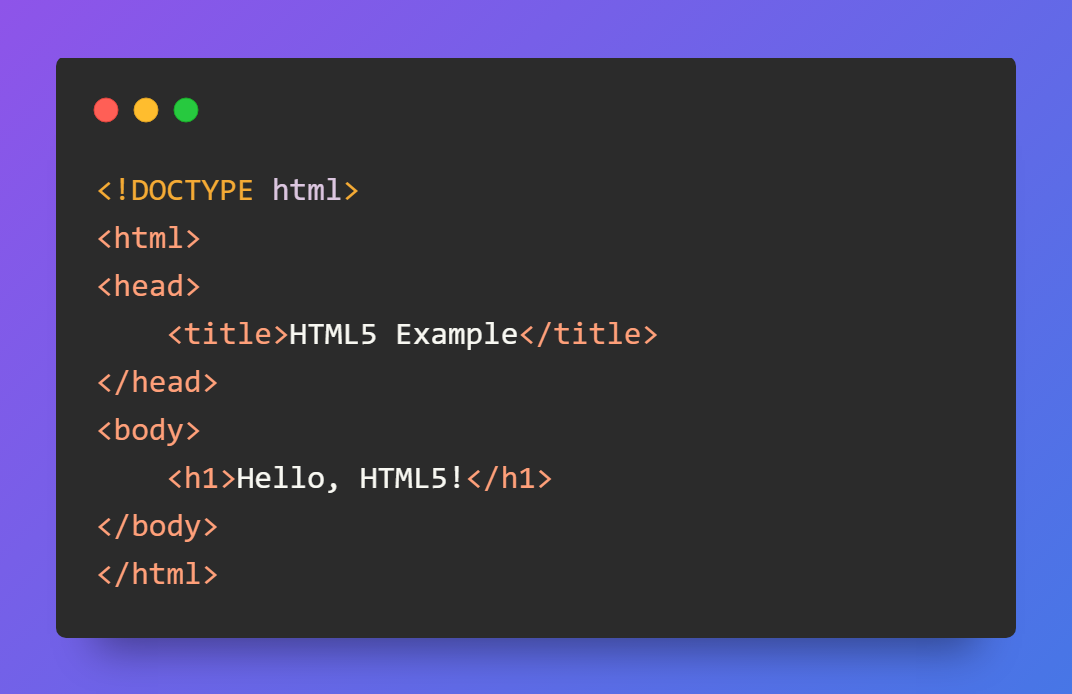 <!DOCTYPE html>
<html>
<head>
    <title>HTML5 Example</title>
</head>
<body>
    <h1>Hello, HTML5!</h1>
</body>
</html>